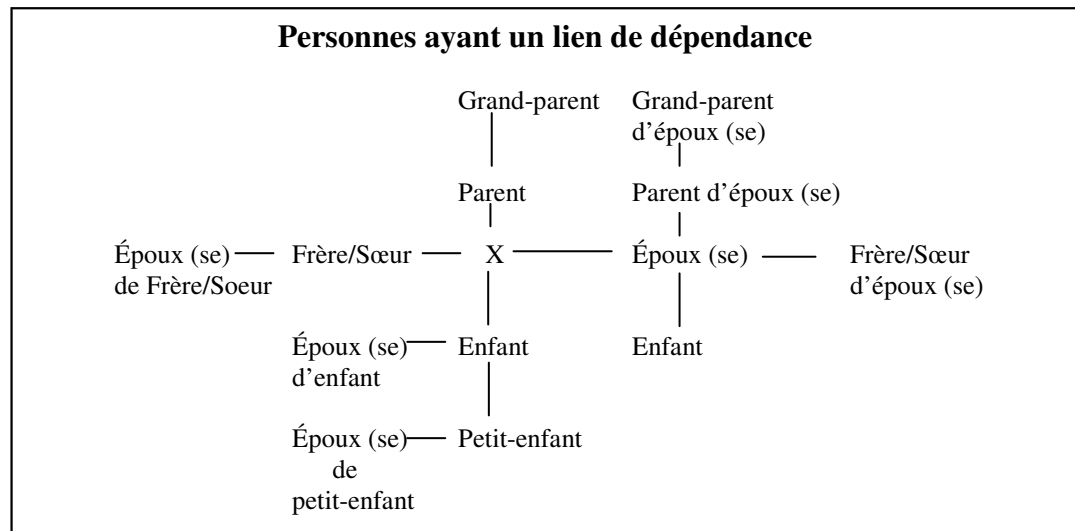 Personnes ayant un lien de dépendance
Grand-parent
Grand-parent
d'époux (se)
Parent
Parent d'époux (se)
Époux (se)
de Frère/Soeur
Frère/Sœur
X
Époux (se)
Frère/Sœur
d'époux (se)
Époux (se)
d'enfant
Enfant
Enfant
Époux (se)
de
petit-enfant
Petit-enfant